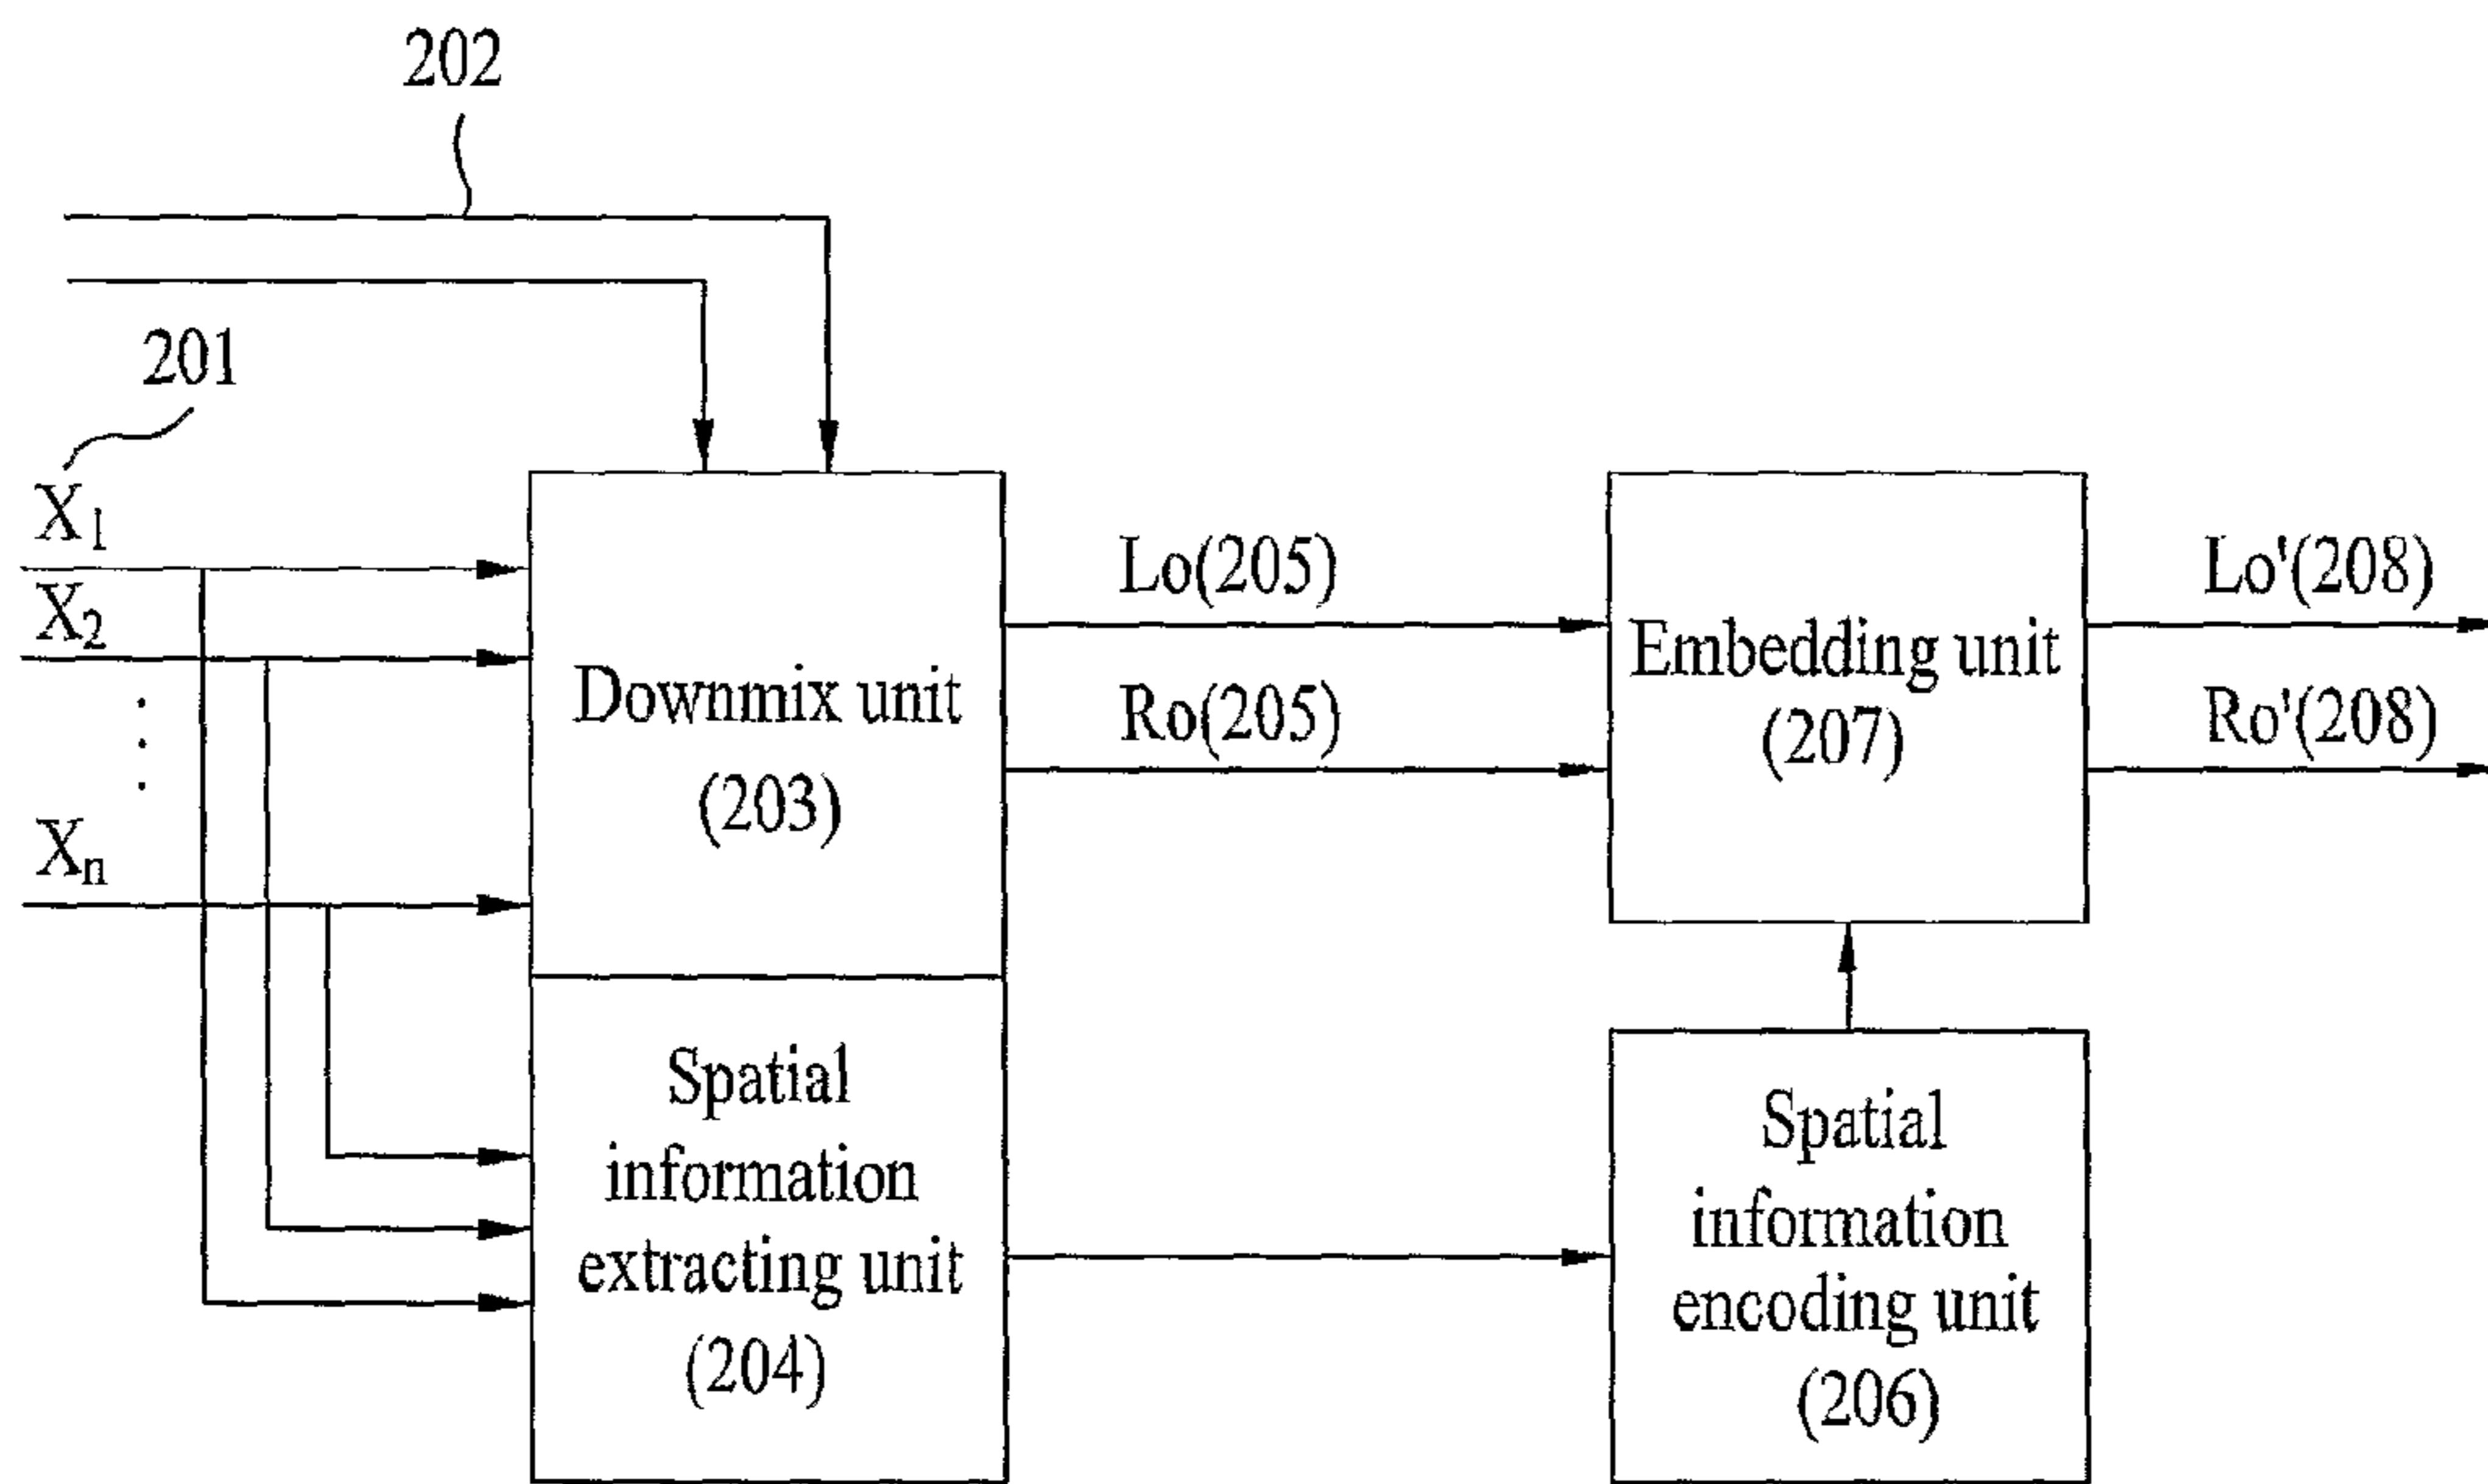 202
201
X1
X2
Xn
Downmix unit
(203)
Lo(205)
Ro(205)
Embedding unit
(207)
Lo'(208)
Ro'(208)
Spatial
information
extracting unit
(204)
Spatial
information
encoding unit
(206)